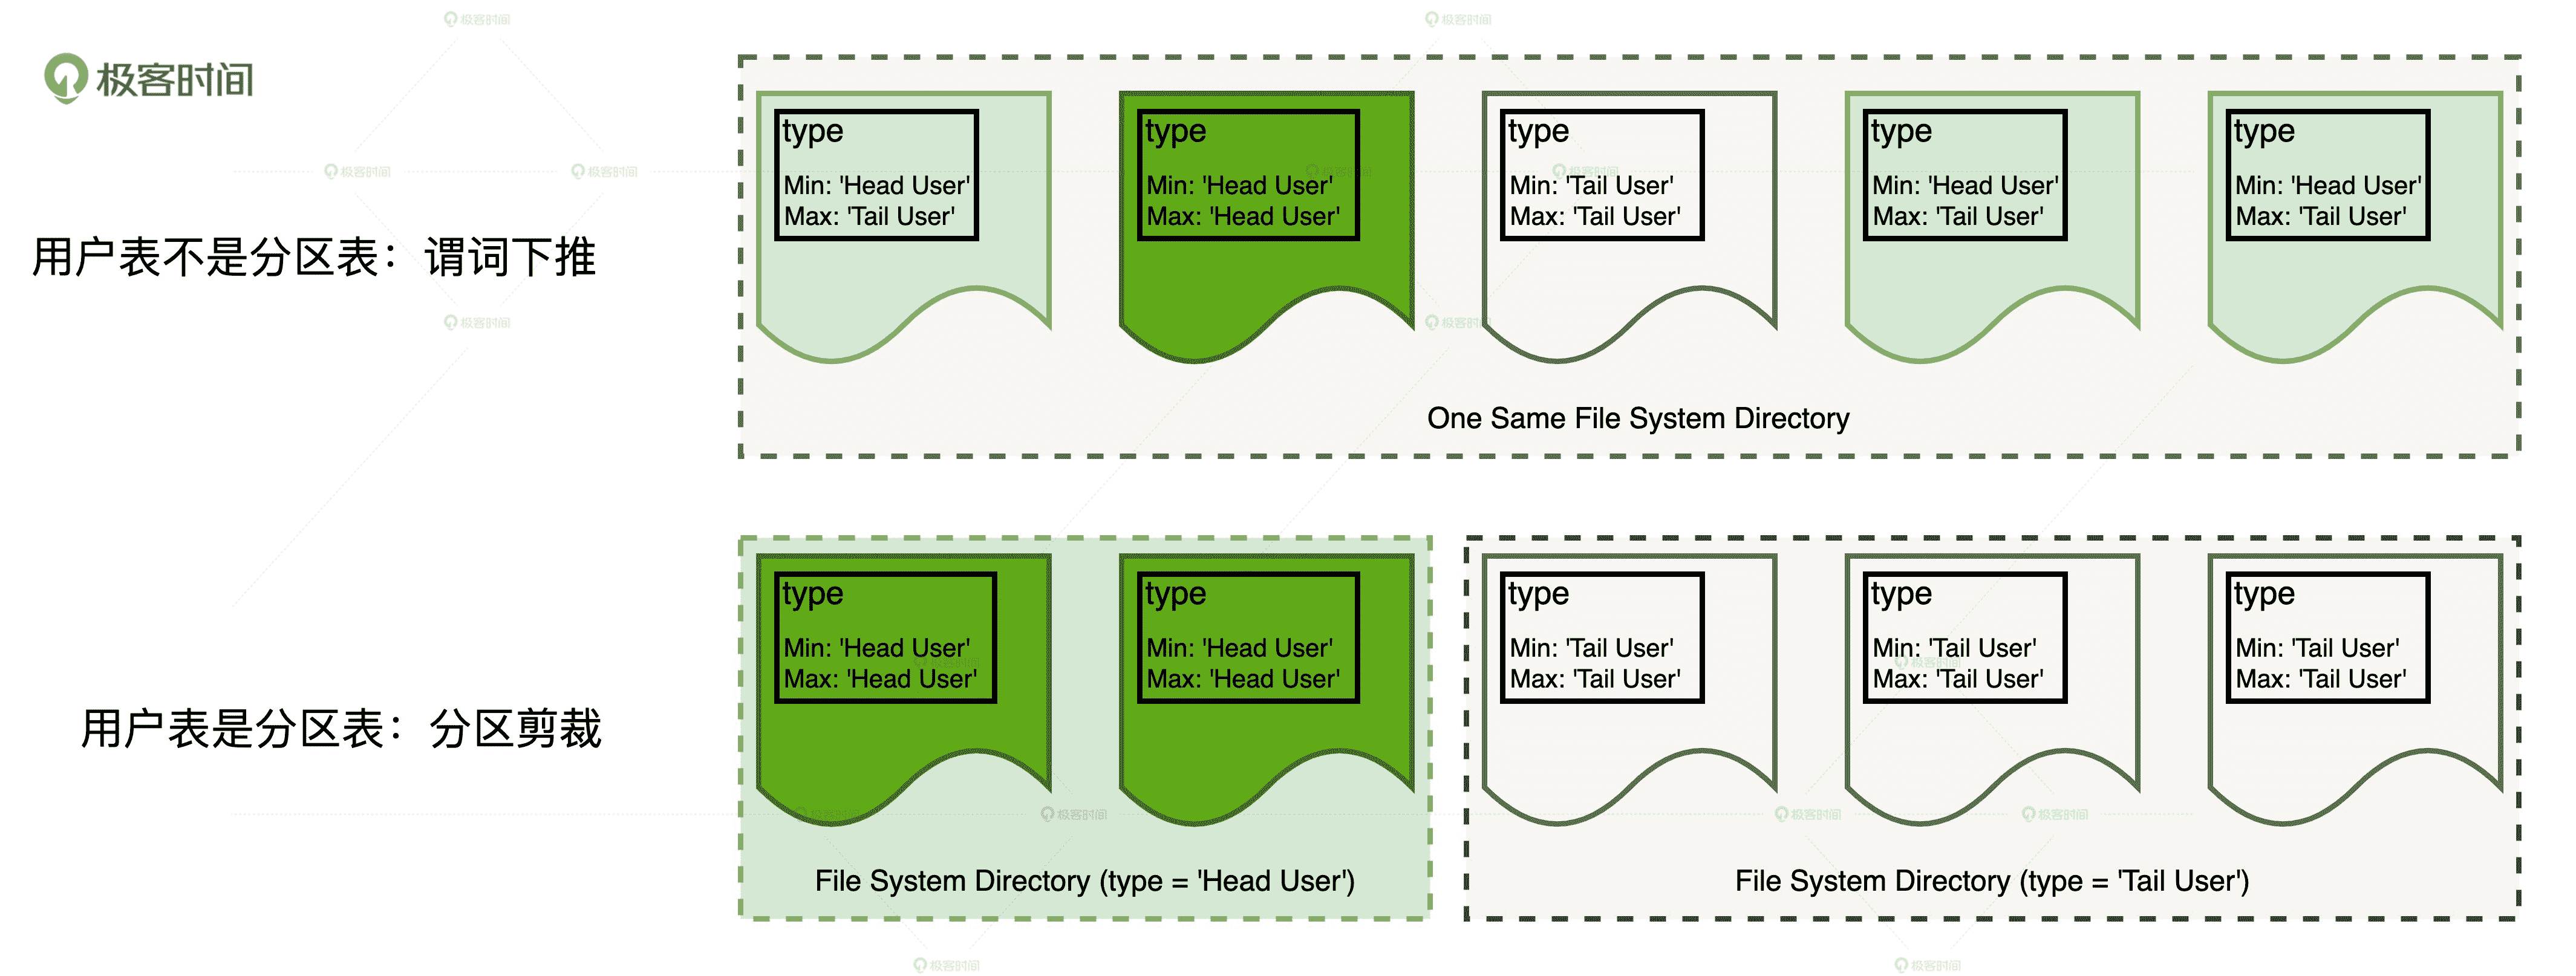 极客时间
用户表不是分区表：谓词下推
type
Min: 'Head User'
Max: 'Tail User'
type
Min: 'Head User'
Max: 'Head User'
type
Min: 'Tail User'
Max: 'Tail User'
type
Min: 'Head User'
Max: 'Tail User'
type
Min: 'Head User'
Max: 'Tail User'
One Same File System Directory
用户表是分区表：分区剪裁
type
Min: 'Head User'
Max: 'Head User'
type
Min: 'Head User'
Max: 'Head User'
File System Directory (type = 'Head User')
type
Min: 'Tail User'
Max: 'Tail User'
type
Min: 'Tail User'
Max: 'Tail User'
type
Min: 'Tail User'
Max: 'Tail User'
File System Directory (type = 'Tail User')